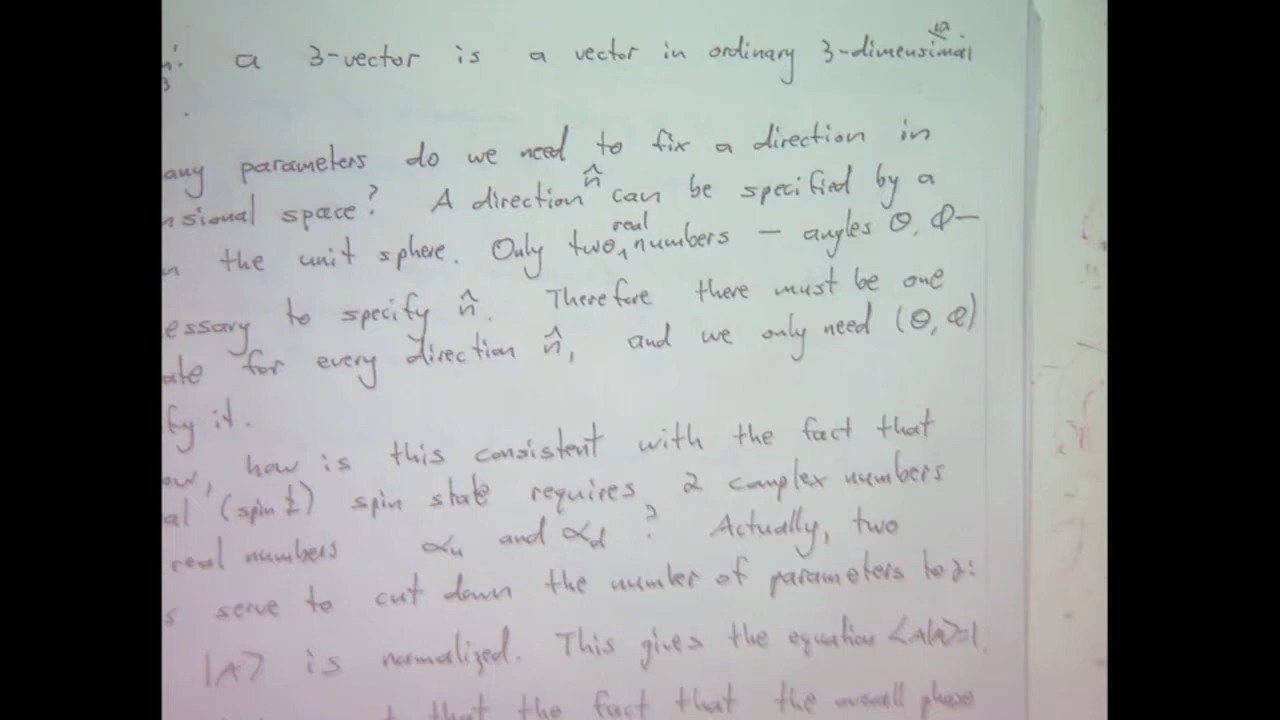 n: a 3-vector is a vector in ordinary 3-dimensimal
3
any parameters do we need to fix a direction in
nsional space? A direction n̂ can be specified by a
n the unit sphere. Only two real numbers — angles θ, Φ —
essary to specify n̂. Therefore there must be one
ate for every direction n̂, and we only need (θ, Φ)
fy it.
ow, how is this consistent with the fact that
al (spin ½) spin state requires 2 complex numbers
real numbers αu and αd? Actually, two
s serve to cut down the number of parameters to 2:
|A> is normalized. This gives the equation <A|A>=1.
that the fact that the overall phase